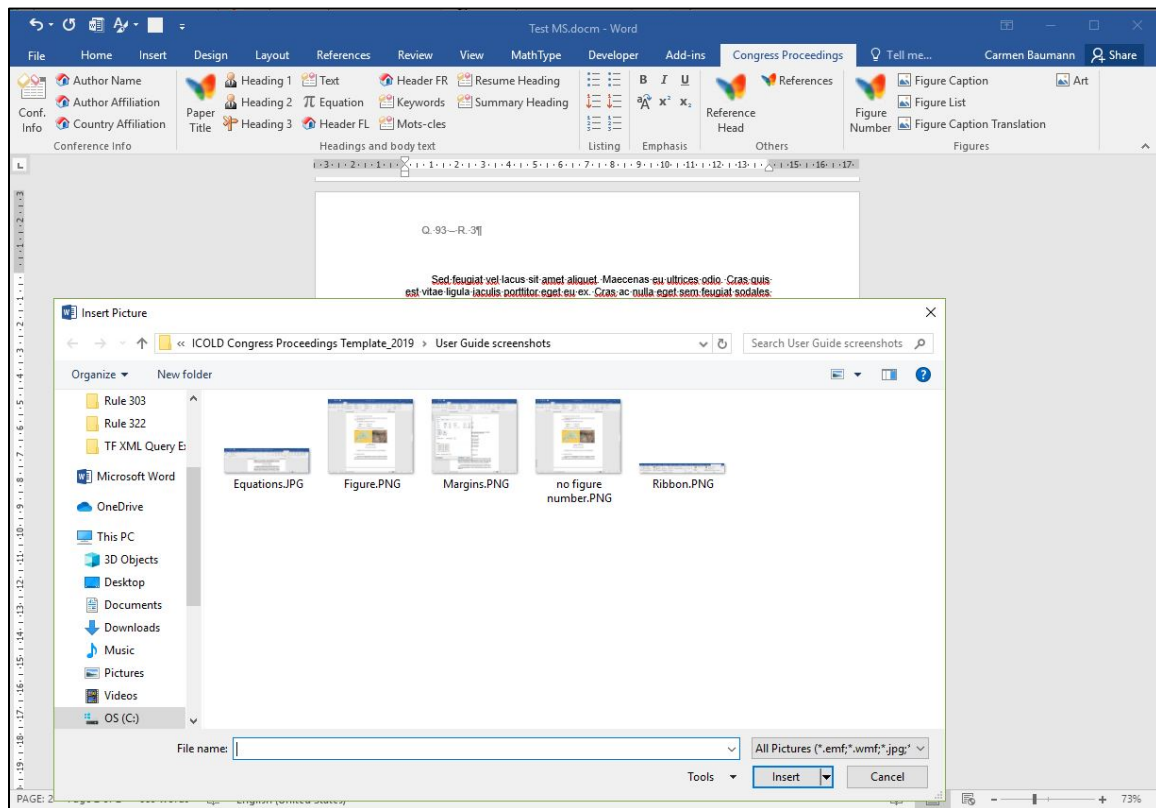 Test MS.docm - Word
File Home Insert Design Layout References Review View MathType Developer Add-ins Congress Proceedings Tell me... Carmen Baumann Share
Author Name Heading 1 Text Header FR Resume Heading B I U References Figure Caption Art
Author Affiliation Heading 2 π Equation Keywords Summary Heading x² x₂ Figure List
Country Affiliation Heading 3 Header FL Mots-cles Figure Caption Translation
Conf. Info Paper Title Reference Head Figure Number
Conference Info Headings and body text Listing Emphasis Others Figures
Q.·93·–·R.·3¶
Sed·feugiat·vel·lacus·sit·amet·aliquet.·Maecenas·eu·ultrices·odio.·Cras·quis·
est·vitae·ligula·iaculis·porttitor·eget·eu·ex.·Cras·ac·nulla·eget·sem·feugiat·sodales·
Insert Picture
« ICOLD Congress Proceedings Template_2019 › User Guide screenshots Search User Guide screenshots
Organize New folder
Rule 303
Rule 322
TF XML Query E
Microsoft Word
OneDrive
This PC
3D Objects
Desktop
Documents
Downloads
Music
Pictures
Videos
OS (C:)
Equations.JPG Figure.PNG Margins.PNG no figure number.PNG Ribbon.PNG
File name: All Pictures (*.emf;*.wmf;*.jpg;*
Tools Insert Cancel
PAGE: 2 73%